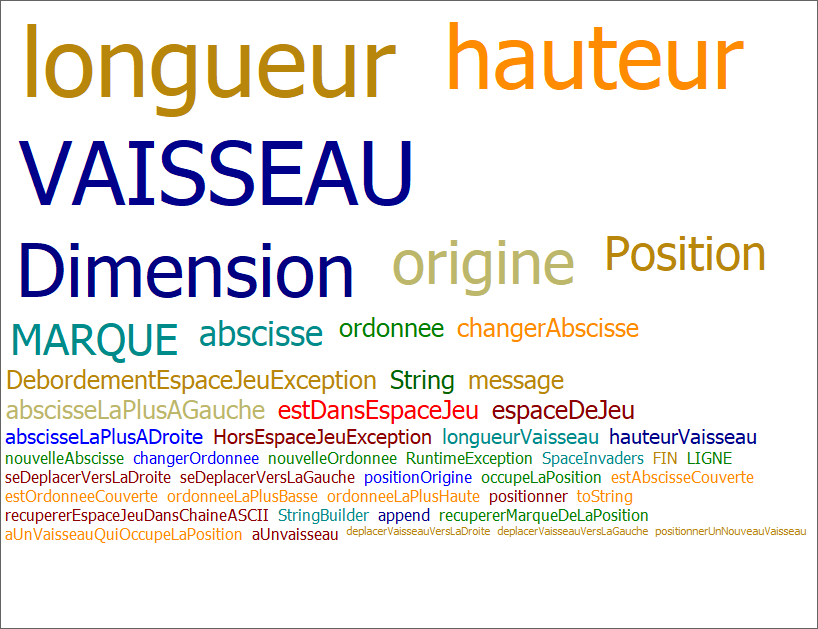 longueur hauteur
VAISSEAU
Dimension origine Position
MARQUE abscisse ordonnee changerAbscisse
DebordementEspaceJeuException String message
abscisseLaPlusAGauche estDansEspaceJeu espaceDeJeu
abscisseLaPlusADroite HorsEspaceJeuException longueurVaisseau hauteurVaisseau
nouvelleAbscisse changerOrdonnee nouvelleOrdonnee RuntimeException SpaceInvaders FIN LIGNE
seDeplacerVersLaDroite seDeplacerVersLaGauche positionOrigine occupeLaPosition estAbscisseCouverte
estOrdonneeCouverte ordonneeLaPlusBasse ordonneeLaPlusHaute positionner toString
recupererEspaceJeuDansChaineASCII StringBuilder append recupererMarqueDeLaPosition
aUnVaisseauQuiOccupeLaPosition aUnvaisseau deplacerVaisseauVersLaDroite deplacerVaisseauVersLaGauche positionnerUnNouveauVaisseau